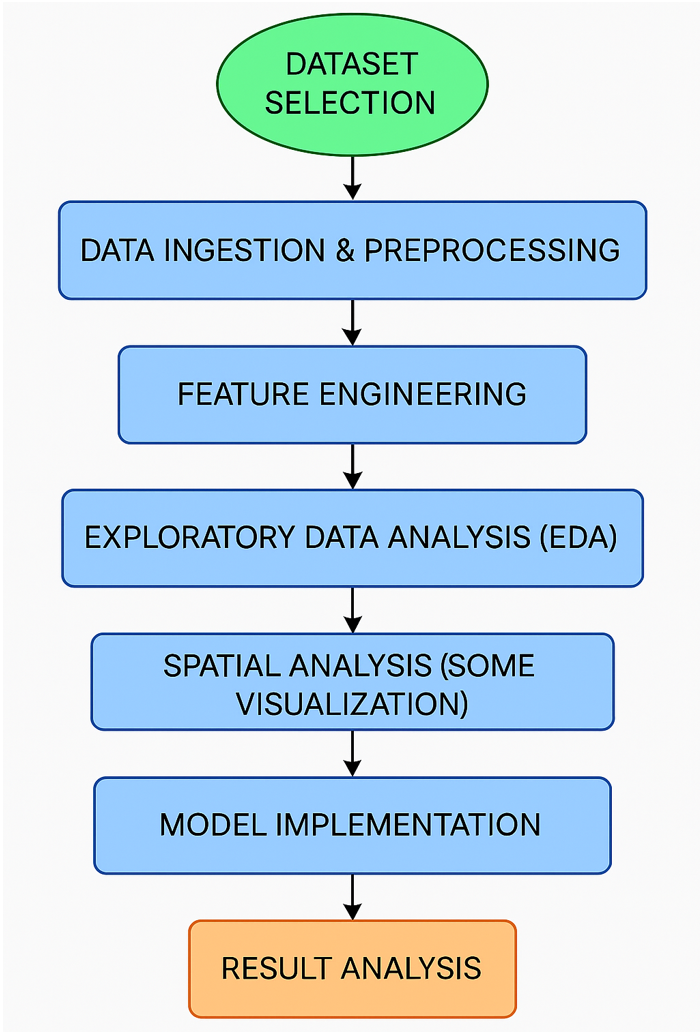 DATASET
SELECTION
DATA INGESTION & PREPROCESSING
FEATURE ENGINEERING
EXPLORATORY DATA ANALYSIS (EDA)
SPATIAL ANALYSIS (SOME
VISUALIZATION)
MODEL IMPLEMENTATION
RESULT ANALYSIS